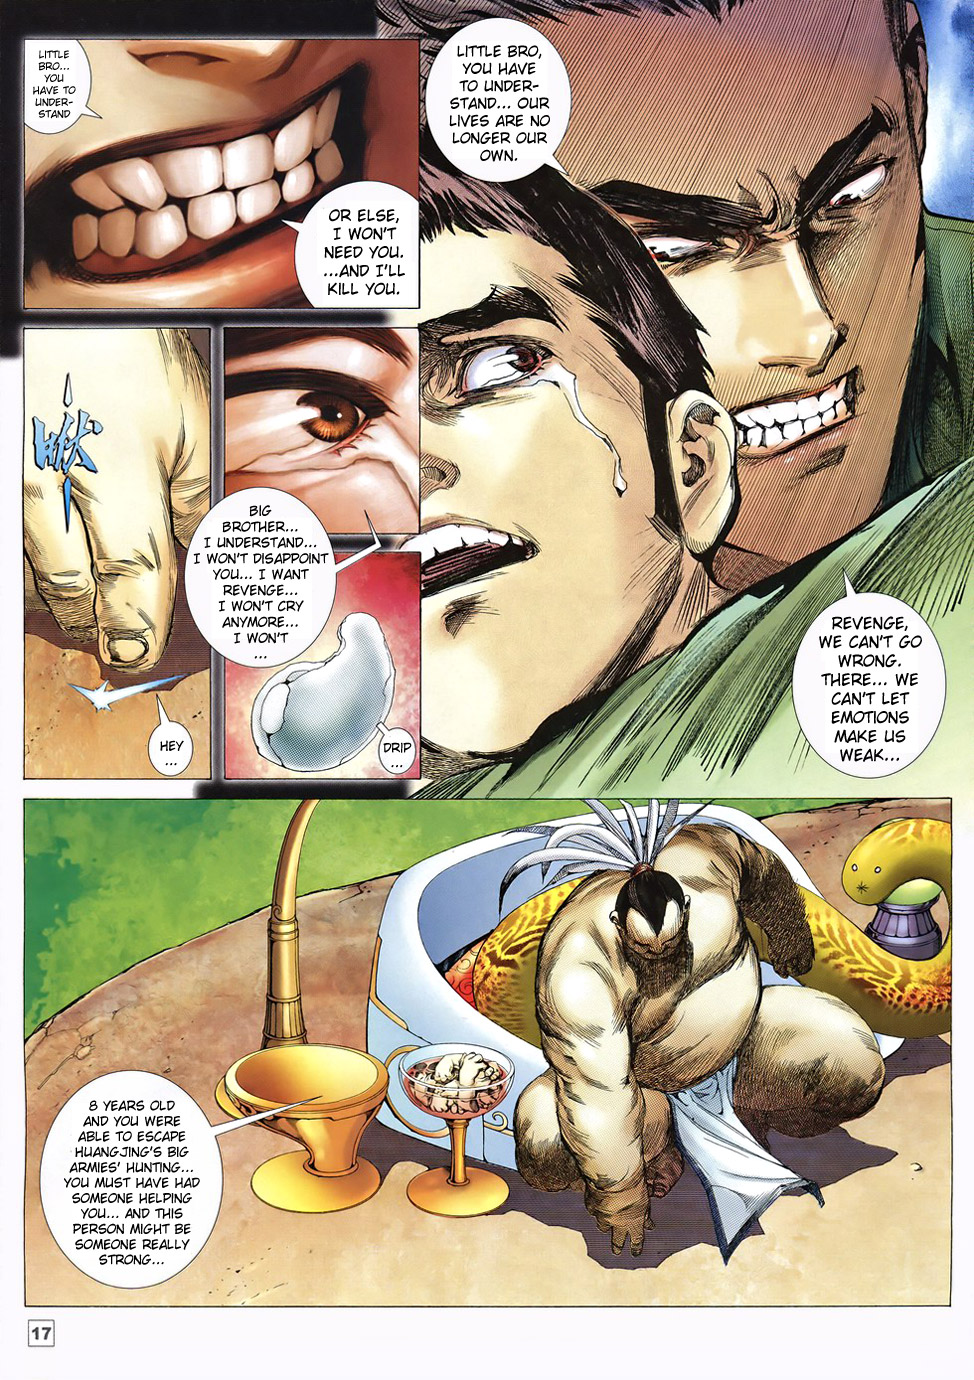 LITTLE
BRO...
YOU
HAVE TO
UNDER-
STAND
LITTLE BRO,
YOU HAVE
TO UNDER-
STAND... OUR
LIVES ARE NO
LONGER OUR
OWN.
OR ELSE,
I WON'T
NEED YOU.
...AND I'LL
KILL YOU.
BIG
BROTHER...
I UNDERSTAND...
I WON'T DISAPPOINT
YOU... I WANT
REVENGE...
I WON'T CRY
ANYMORE...
I WON'T
...
HEY
...
DRIP
...
REVENGE,
WE CAN'T GO
WRONG.
THERE... WE
CAN'T LET
EMOTIONS
MAKE US
WEAK...
8 YEARS OLD
AND YOU WERE
ABLE TO ESCAPE
HUANGJING'S BIG
ARMIES' HUNTING...
YOU MUST HAVE HAD
SOMEONE HELPING
YOU... AND THIS
PERSON MIGHT BE
SOMEONE REALLY
STRONG...
17